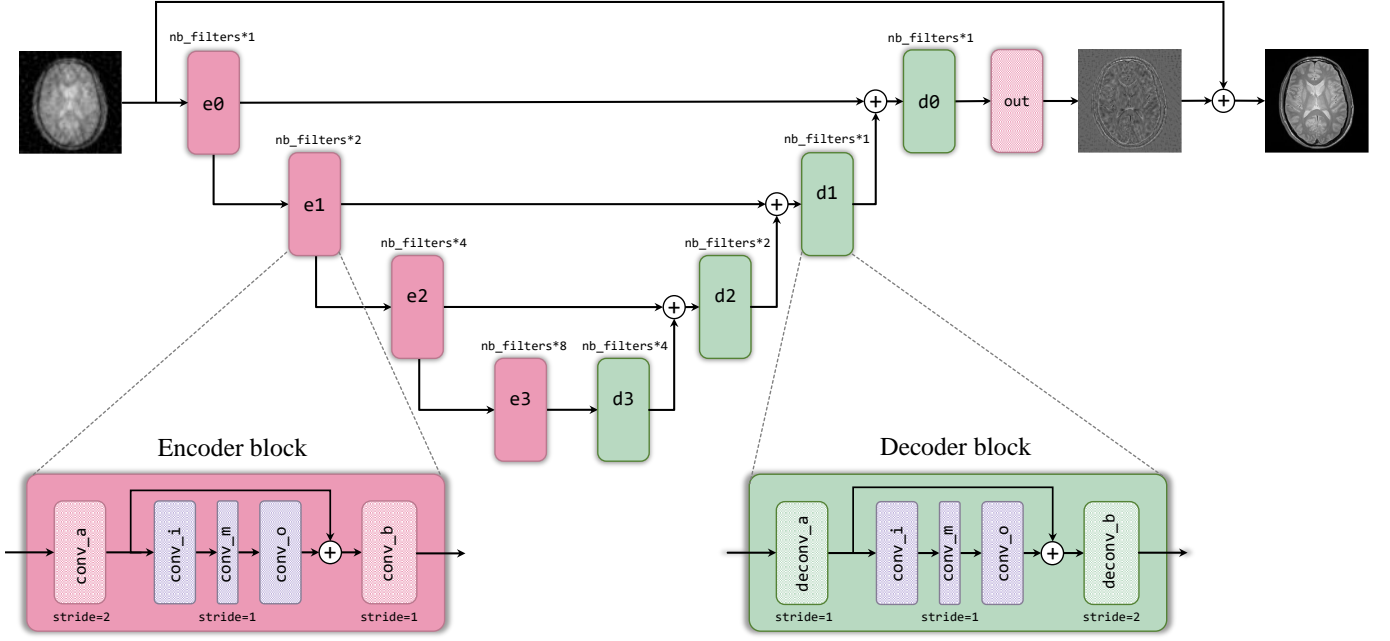 nb_filters*1
nb_filters*1
e0
d0
out
+
+
nb_filters*2
nb_filters*1
e1
+
d1
nb_filters*4
nb_filters*2
e2
+
d2
nb_filters*8
nb_filters*4
e3
d3
Encoder block
conv_a
conv_i
conv_m
conv_o
+
conv_b
stride=2
stride=1
stride=1
Decoder block
deconv_a
conv_i
conv_m
conv_o
+
deconv_b
stride=1
stride=1
stride=2